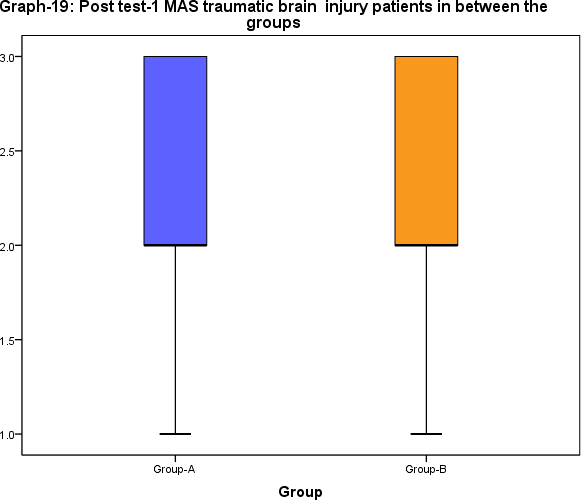 Graph-19: Post test-1 MAS traumatic brain injury patients in between the
groups
3.0
2.5
2.0
1.5
1.0
Group-A
Group-B
Group